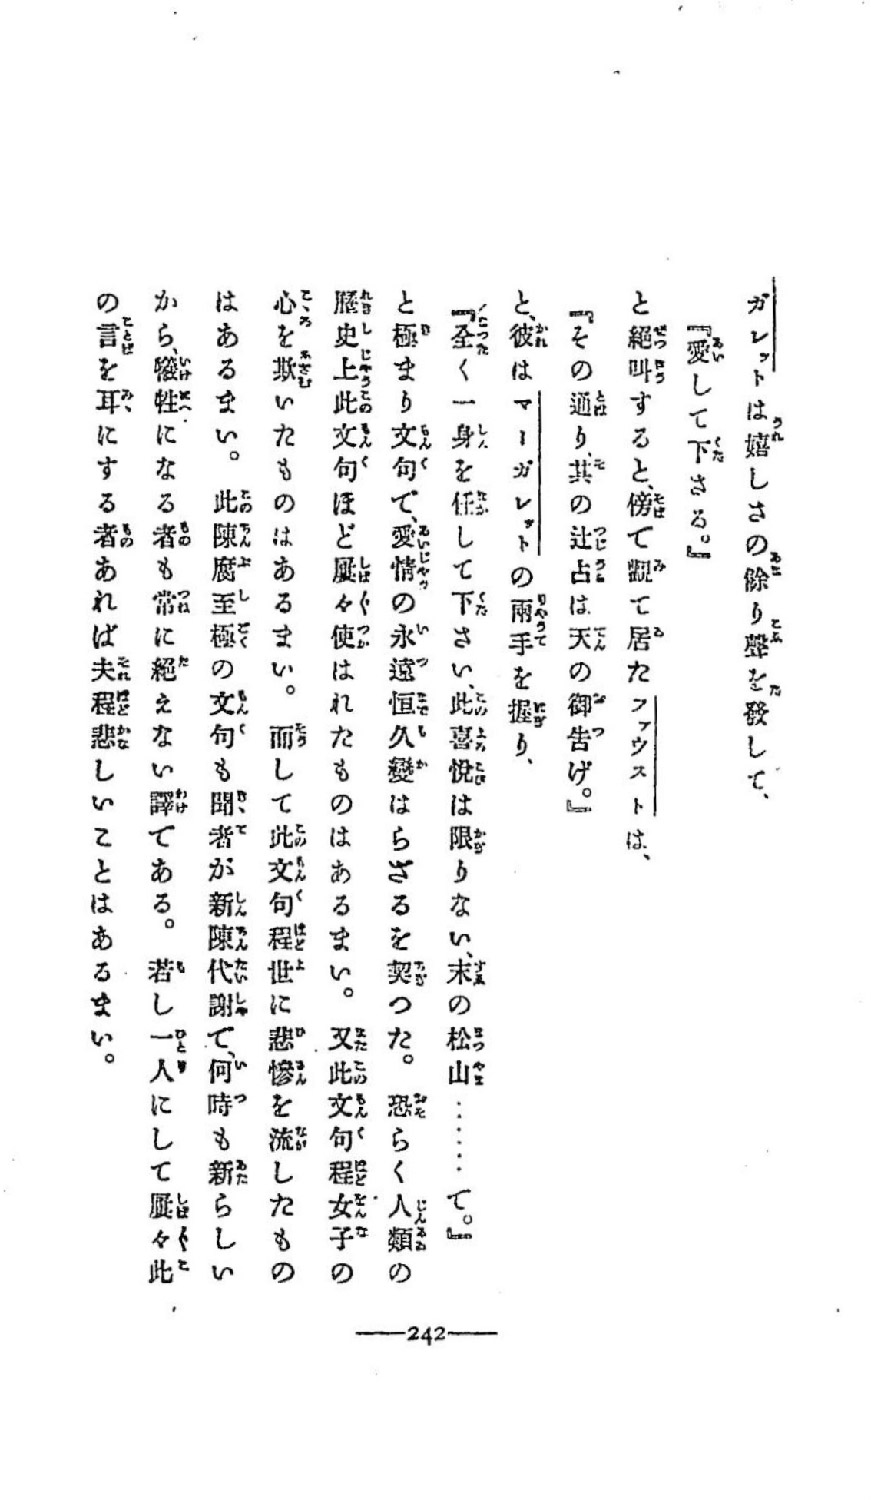 ガレットは嬉しさの餘り聲を發して、
『愛して下さる。』
と絕叫すると、傍で觀て居たファウストは、
『その通り、其の辻占は天の御告げ。』
と、彼はマーガレットの兩手を握り、
『全く一身を任して下さい、此喜悅は限りない、末の松山……で。』
と極まり文句で、愛情の永遠恒久變はらざるを契つた。恐らく人類の
歷史上此文句ほど屢々使はれたものはあるまい。又此文句程女子の
心を欺いたものはあるまい。而して此文句程世に悲慘を流したもの
はあるまい。此陳腐至極の文句も聞者が新陳代謝で、何時も新らしい
から、犧牲になる者も常に絕えない譯である。若し一人にして屢々此
の言を耳にする者あれば夫程悲しいことはあるまい。
242